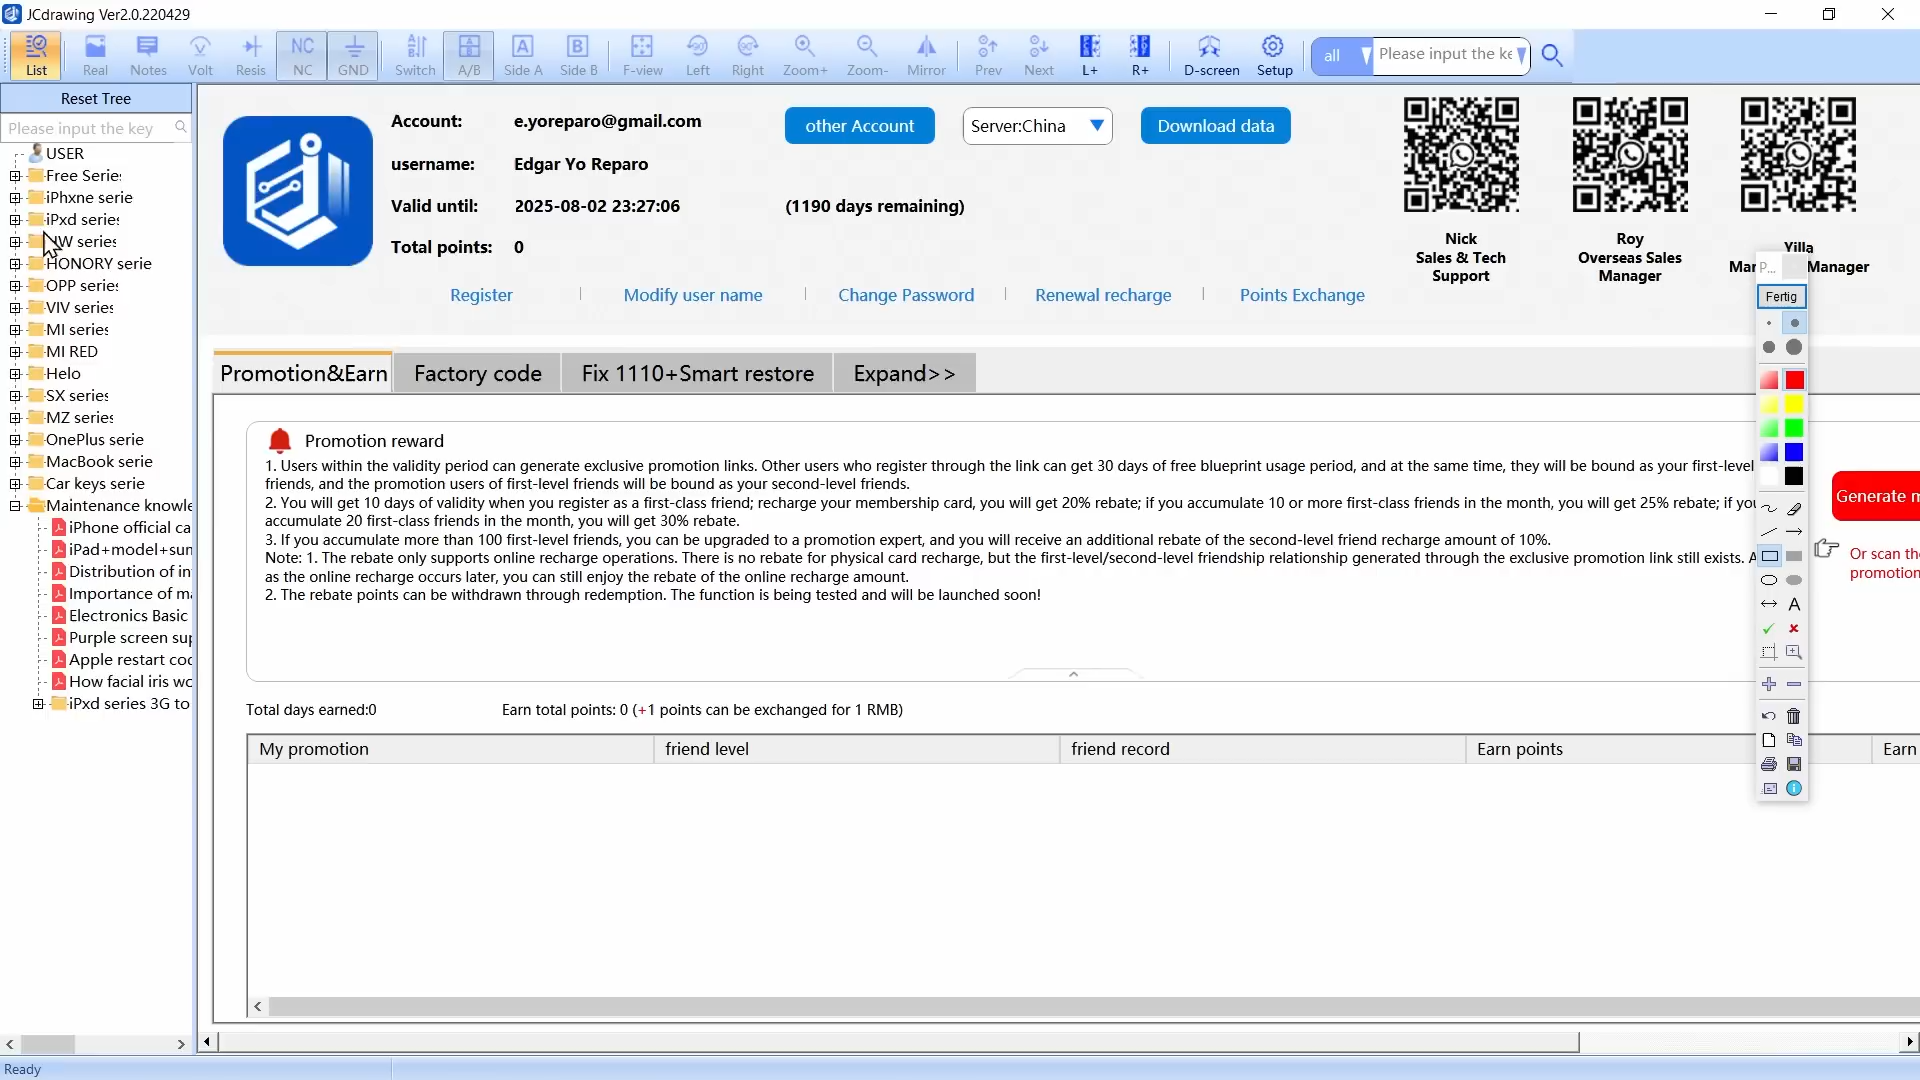 JCdrawing Ver2.0.220429
List
Real
Notes
Volt
Resis
NC
NC
GND
Switch
A/B
Side A
Side B
F-view
Left
Right
Zoom+
Zoom-
Mirror
Prev
Next
L+
R+
D-screen
Setup
all
Please input the ke
Reset Tree
Please input the key
USER
Free Serie
iPhxne serie
iPxd series
W series
HONORY serie
OPP series
VIV series
MI series
MI RED
Helo
SX series
MZ series
OnePlus serie
MacBook serie
Car keys serie
Maintenance knowle
iPhone official ca
iPad+model+sum
Distribution of in
Importance of ma
Electronics Basic
Purple screen sup
Apple restart coc
How facial iris wo
iPxd series 3G to
Account: e.yoreparo@gmail.com
username: Edgar Yo Reparo
Valid until: 2025-08-02 23:27:06 (1190 days remaining)
Total points: 0
other Account
Server:China
Download data
Register
Modify user name
Change Password
Renewal recharge
Points Exchange
Nick
Sales & Tech
Support
Roy
Overseas Sales
Manager
Yilla
Mar
Manager
P...
Fertig
A
Promotion&Earn
Factory code
Fix 1110+Smart restore
Expand>>
Promotion reward
1. Users within the validity period can generate exclusive promotion links. Other users who register through the link can get 30 days of free blueprint usage period, and at the same time, they will be bound as your first-level
friends, and the promotion users of first-level friends will be bound as your second-level friends.
2. You will get 10 days of validity when you register as a first-class friend; recharge your membership card, you will get 20% rebate; if you accumulate 10 or more first-class friends in the month, you will get 25% rebate; if you
accumulate 20 first-class friends in the month, you will get 30% rebate.
3. If you accumulate more than 100 first-level friends, you can be upgraded to a promotion expert, and you will receive an additional rebate of the second-level friend recharge amount of 10%.
Note: 1. The rebate only supports online recharge operations. There is no rebate for physical card recharge, but the first-level/second-level friendship relationship generated through the exclusive promotion link still exists. A
as the online recharge occurs later, you can still enjoy the rebate of the online recharge amount.
2. The rebate points can be withdrawn through redemption. The function is being tested and will be launched soon!
Generate m
Or scan the
promotion
Total days earned:0
Earn total points: 0 (+1 points can be exchanged for 1 RMB)
My promotion
friend level
friend record
Earn points
Earn
Ready